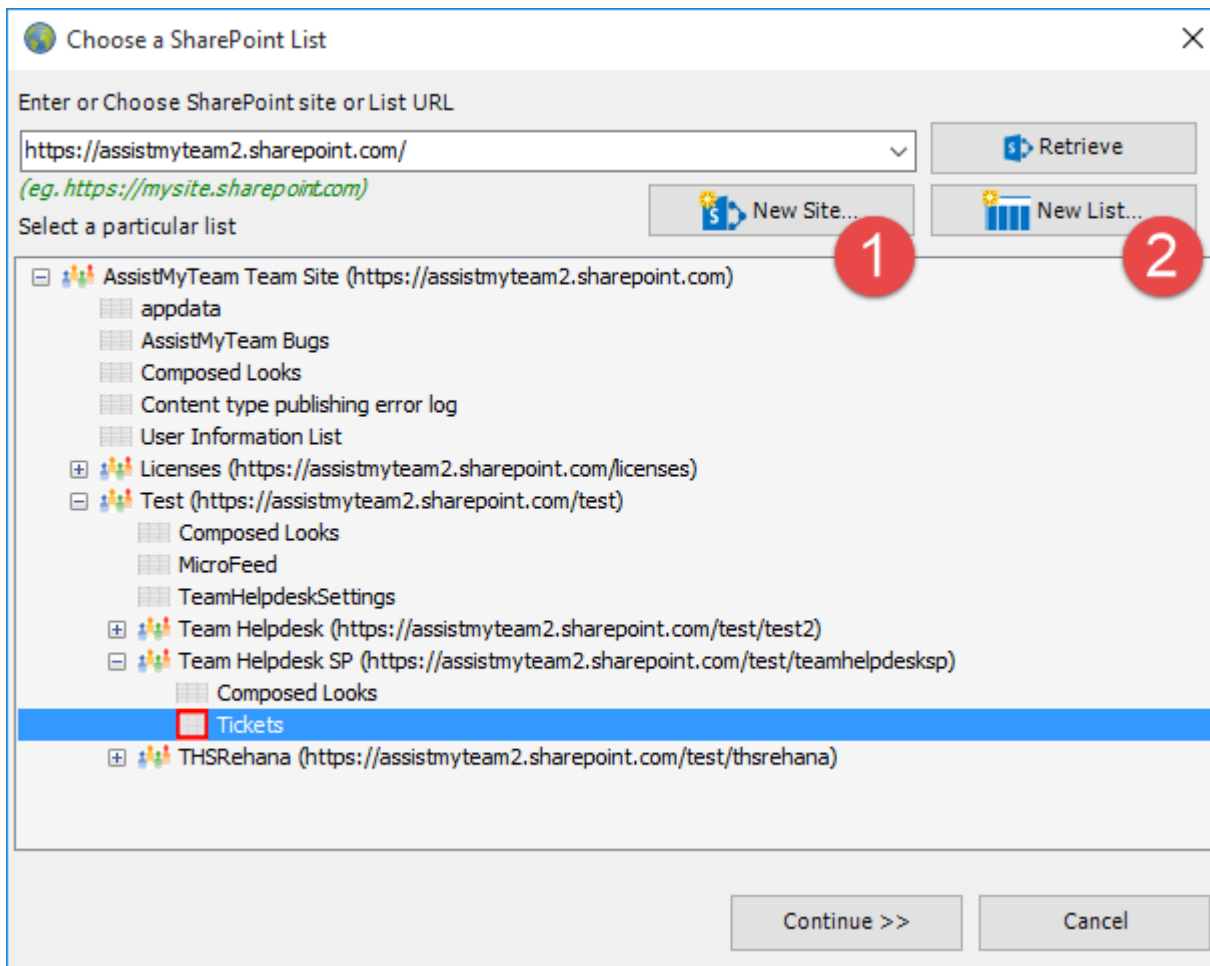 Choose a SharePoint List
Enter or Choose SharePoint site or List URL
https://assistmyteam2.sharepoint.com/
Retrieve
(eg. https://mysite.sharepoint.com)
New Site...
New List...
Select a particular list
1
2
AssistMyTeam Team Site (https://assistmyteam2.sharepoint.com)
appdata
AssistMyTeam Bugs
Composed Looks
Content type publishing error log
User Information List
Licenses (https://assistmyteam2.sharepoint.com/licenses)
Test (https://assistmyteam2.sharepoint.com/test)
Composed Looks
MicroFeed
TeamHelpdeskSettings
Team Helpdesk (https://assistmyteam2.sharepoint.com/test/test2)
Team Helpdesk SP (https://assistmyteam2.sharepoint.com/test/teamhelpdesksp)
Composed Looks
Tickets
THSRehana (https://assistmyteam2.sharepoint.com/test/thsrehana)
Continue >>
Cancel